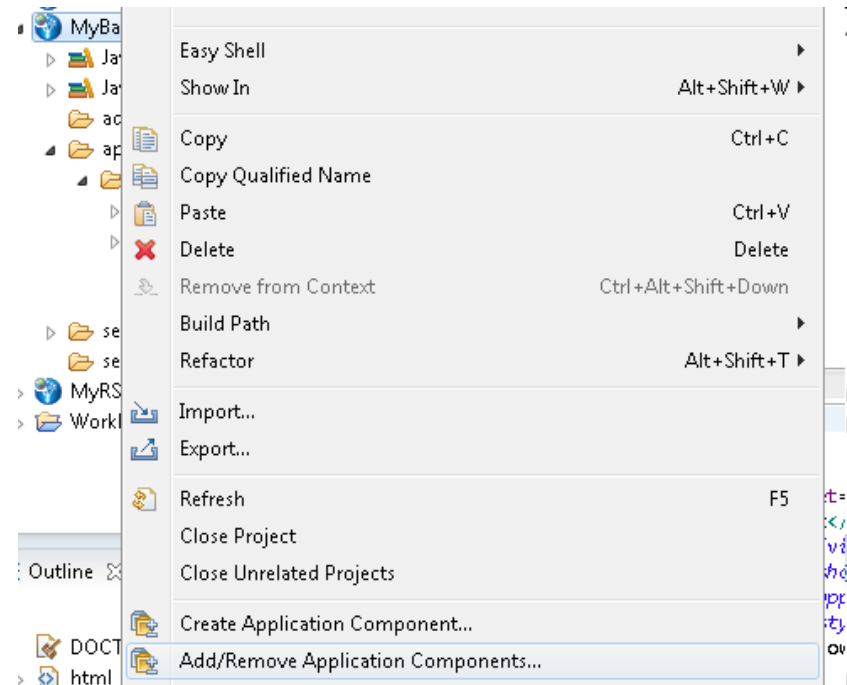 MyBa
Easy Shell
Ja
Show In Alt+Shift+W
Ja
ac
Copy Ctrl+C
ap
Copy Qualified Name
Paste Ctrl+V
Delete Delete
Remove from Context Ctrl+Alt+Shift+Down
Build Path
se
Refactor Alt+Shift+T
se
MyRS
Import...
Work
Export...
Refresh F5
Close Project
Outline
Close Unrelated Projects
Create Application Component...
DOCT
Add/Remove Application Components...
html